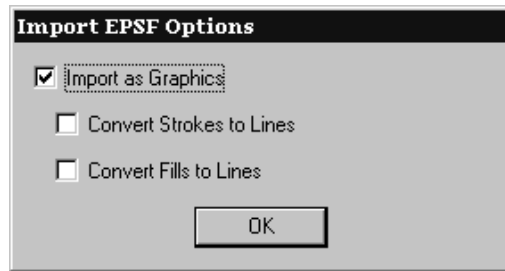 Import EPSF Options
Import as Graphics
Convert Strokes to Lines
Convert Fills to Lines
OK